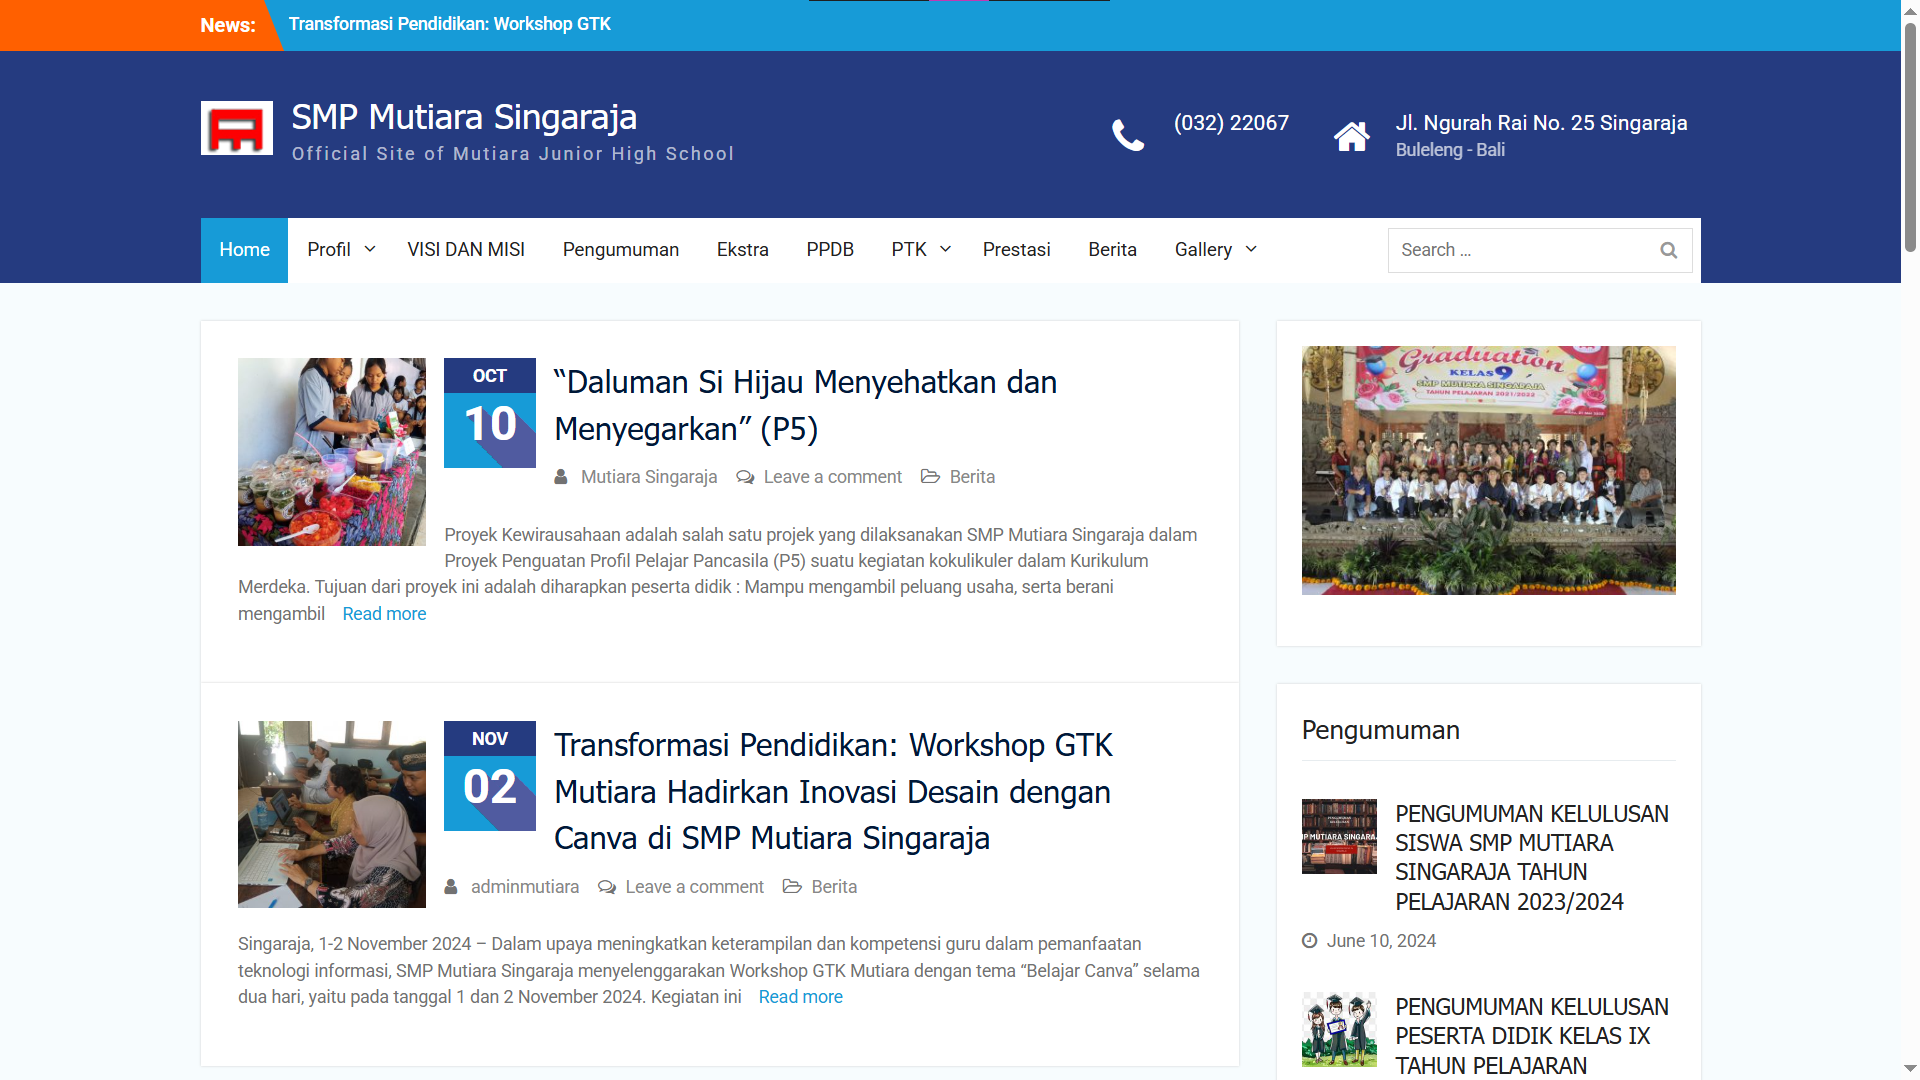 News:
Transformasi Pendidikan: Workshop GTK
SMP Mutiara Singaraja
Official Site of Mutiara Junior High School
(032) 22067
Jl. Ngurah Rai No. 25 Singaraja
Buleleng - Bali
Home
Profil
VISI DAN MISI
Pengumuman
Ekstra
PPDB
PTK
Prestasi
Berita
Gallery
Search ...
OCT
10
“Daluman Si Hijau Menyehatkan dan
Menyegarkan” (P5)
Mutiara Singaraja
Leave a comment
Berita
Proyek Kewirausahaan adalah salah satu projek yang dilaksanakan SMP Mutiara Singaraja dalam
Proyek Penguatan Profil Pelajar Pancasila (P5) suatu kegiatan kokulikuler dalam Kurikulum
Merdeka. Tujuan dari proyek ini adalah diharapkan peserta didik : Mampu mengambil peluang usaha, serta berani
mengambil Read more
NOV
02
Transformasi Pendidikan: Workshop GTK
Mutiara Hadirkan Inovasi Desain dengan
Canva di SMP Mutiara Singaraja
adminmutiara
Leave a comment
Berita
Singaraja, 1-2 November 2024 – Dalam upaya meningkatkan keterampilan dan kompetensi guru dalam pemanfaatan
teknologi informasi, SMP Mutiara Singaraja menyelenggarakan Workshop GTK Mutiara dengan tema “Belajar Canva” selama
dua hari, yaitu pada tanggal 1 dan 2 November 2024. Kegiatan ini Read more
Graduation
KELAS 9
SMP MUTIARA SINGARAJA
TAHUN PELAJARAN 2021/2022
Pengumuman
PENGUMUMAN KELULUSAN
SISWA SMP MUTIARA
SINGARAJA TAHUN
PELAJARAN 2023/2024
June 10, 2024
PENGUMUMAN KELULUSAN
PESERTA DIDIK KELAS IX
TAHUN PELAJARAN